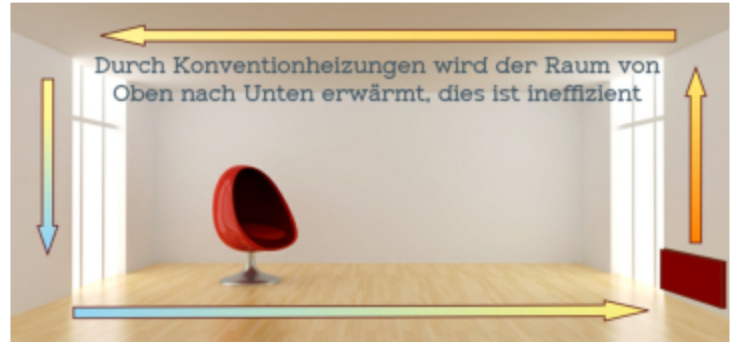 Durch Konventionheizungen wird der Raum von
Oben nach Unten erwärmt, dies ist ineffizient